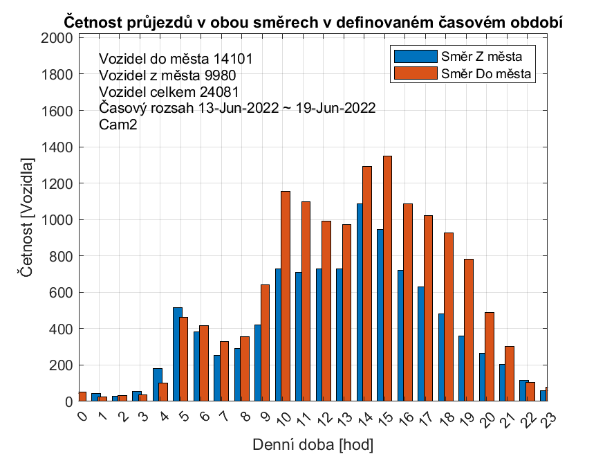 Četnost průjezdů v obou směrech v definovaném časovém období
Vozidel do města 14101
Vozidel z města 9980
Vozidel celkem 24081
Časový rozsah 13-Jun-2022 ~ 19-Jun-2022
Cam2
Směr Z města
Směr Do města
Četnost [Vozidla]
2000
1800
1600
1400
1200
1000
800
600
400
200
0
0 1 2 3 4 5 6 7 8 9 10 11 12 13 14 15 16 17 18 19 20 21 22 23
Denní doba [hod]